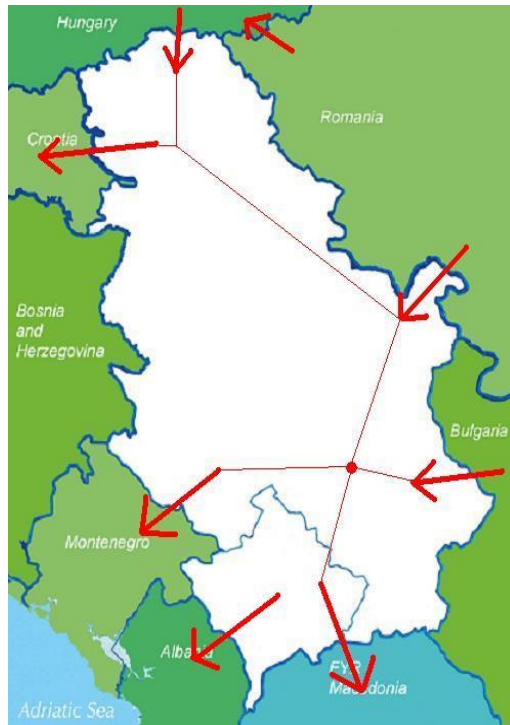 Hungary
Romania
Croatia
Bosnia
and
Herzegovina
Bulgaria
Montenegro
Albania
FYR
Macedonia
Adriatic Sea